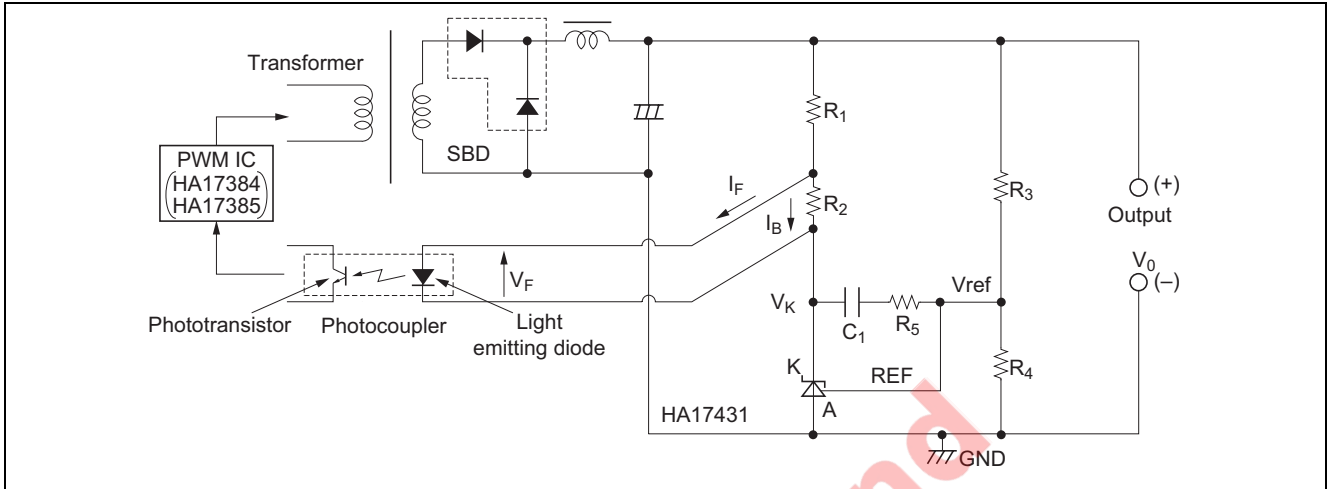 Transformer
SBD
PWM IC
HA17384
HA17385
Phototransistor
Photocoupler
Light
emitting diode
VF
IF
IB
R1
R2
R3
(+)
Output
V0
(–)
Vref
VK
C1
R5
R4
K
REF
A
HA17431
GND
nd